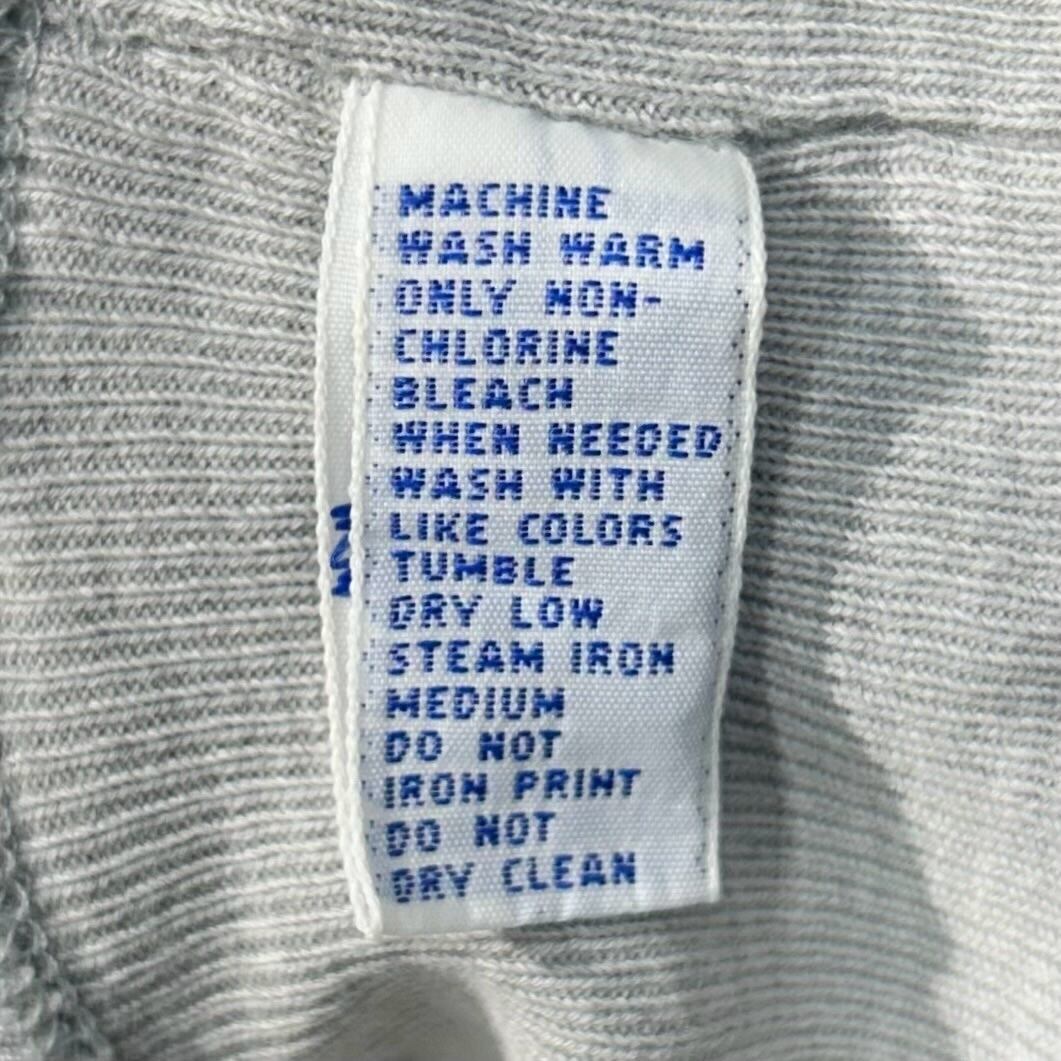 MACHINE
WASH WARM
ONLY NON-
CHLORINE
BLEACH
WHEN NEEDED
WASH WITH
LIKE COLORS
TUMBLE
DRY LOW
STEAM IRON
MEDIUM
DO NOT
IRON PRINT
DO NOT
DRY CLEAN